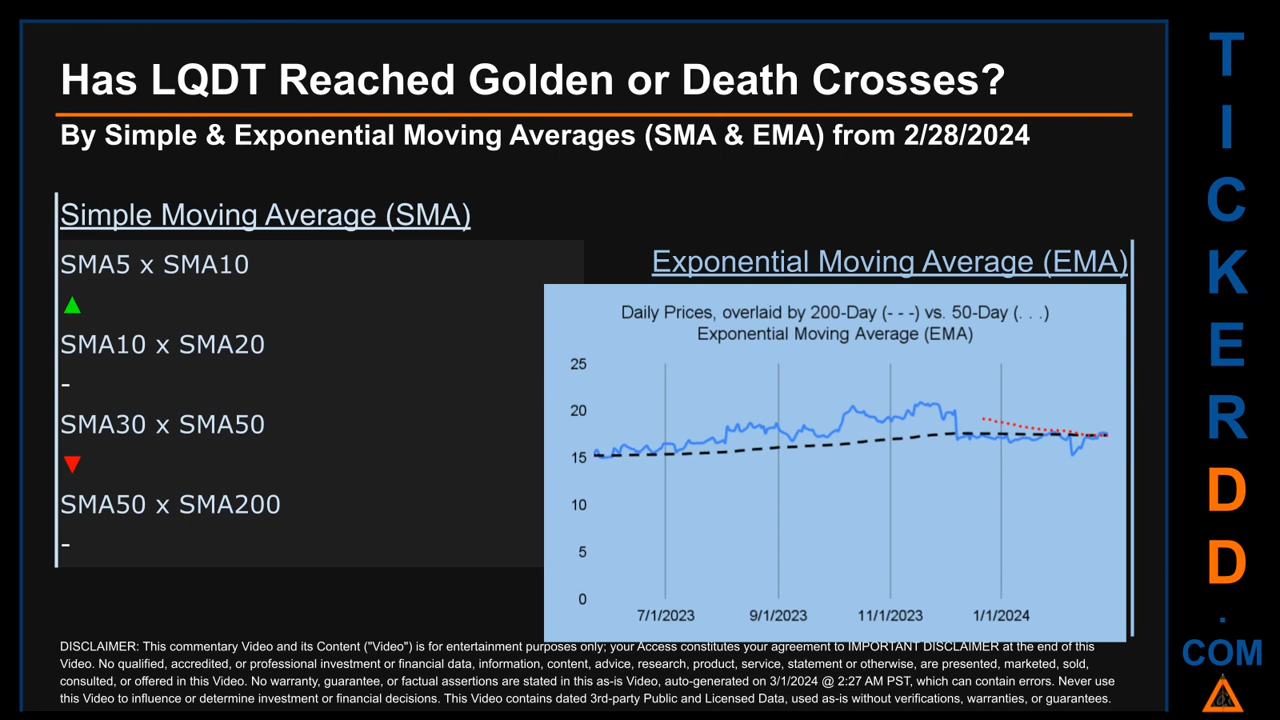 Has LQDT Reached Golden or Death Crosses?
By Simple & Exponential Moving Averages (SMA & EMA) from 2/28/2024
Simple Moving Average (SMA)
SMA5 x SMA10
▲
SMA10 x SMA20
-
SMA30 x SMA50
▼
SMA50 x SMA200
-
Exponential Moving Average (EMA)
Daily Prices, overlaid by 200-Day (- - -) vs. 50-Day (. . .)
Exponential Moving Average (EMA)
25
20
15
10
5
0
7/1/2023 9/1/2023 11/1/2023 1/1/2024
DISCLAIMER: This commentary Video and its Content ("Video") is for entertainment purposes only; your Access constitutes your agreement to IMPORTANT DISCLAIMER at the end of this
Video. No qualified, accredited, or professional investment or financial data, information, content, advice, research, product, service, statement or otherwise, are presented, marketed, sold,
consulted, or offered in this Video. No warranty, guarantee, or factual assertions are stated in this as-is Video, auto-generated on 3/1/2024 @ 2:27 AM PST, which can contain errors. Never use
this Video to influence or determine investment or financial decisions. This Video contains dated 3rd-party Public and Licensed Data, used as-is without verifications, warranties, or guarantees.
T
I
C
K
E
R
D
D
.
COM